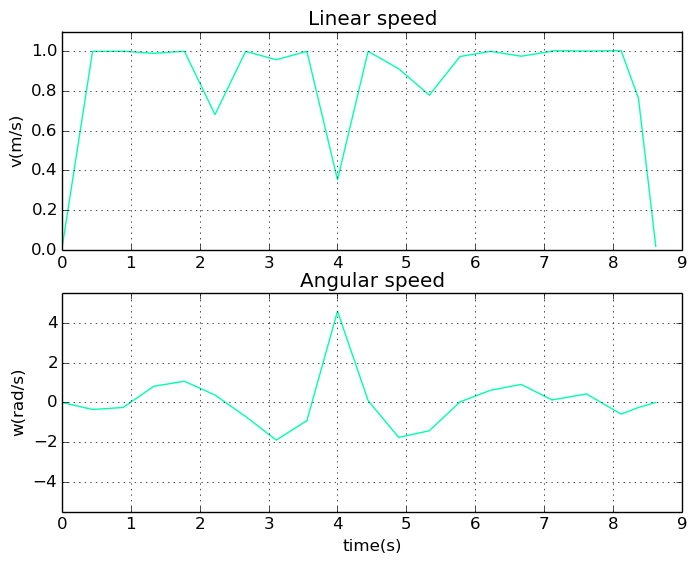 Linear speed
v(m/s)
1.0
0.8
0.6
0.4
0.2
0.0
0 1 2 3 4 5 6 7 8 9
Angular speed
w(rad/s)
4
2
0
−2
−4
0 1 2 3 4 5 6 7 8 9
time(s)